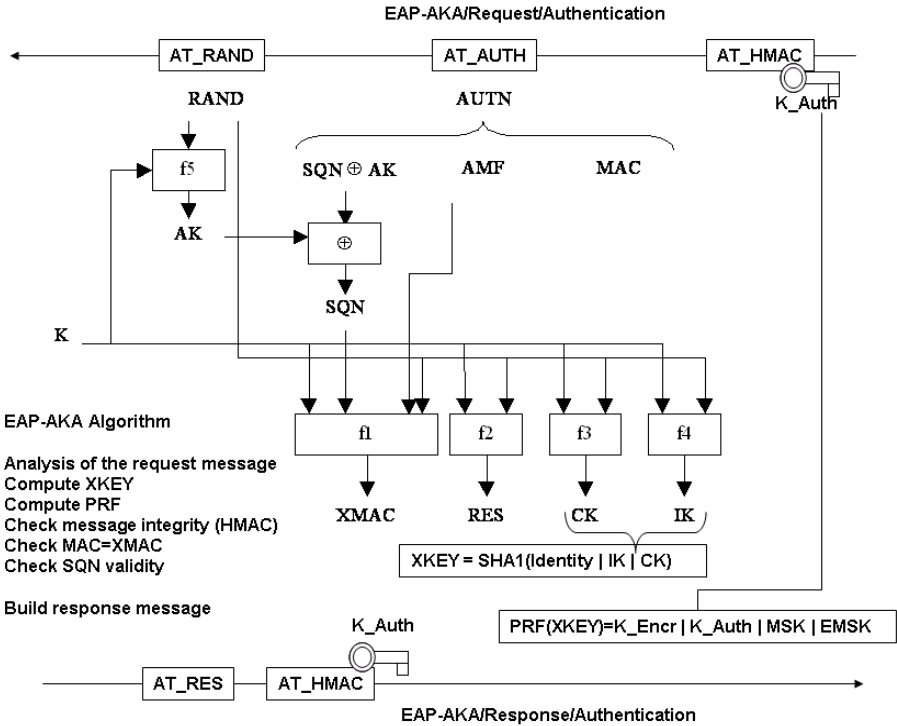 EAP-AKA/Request/Authentication
AT_RAND
AT_AUTH
AT_HMAC
K_Auth
RAND
AUTN
f5
SQN ⊕ AK
AMF
MAC
AK
⊕
SQN
K
EAP-AKA Algorithm
f1
f2
f3
f4
Analysis of the request message
Compute XKEY
Compute PRF
Check message integrity (HMAC)
Check MAC=XMAC
Check SQN validity
XMAC
RES
CK
IK
XKEY = SHA1(Identity | IK | CK)
Build response message
PRF(XKEY)=K_Encr | K_Auth | MSK | EMSK
K_Auth
AT_RES
AT_HMAC
EAP-AKA/Response/Authentication